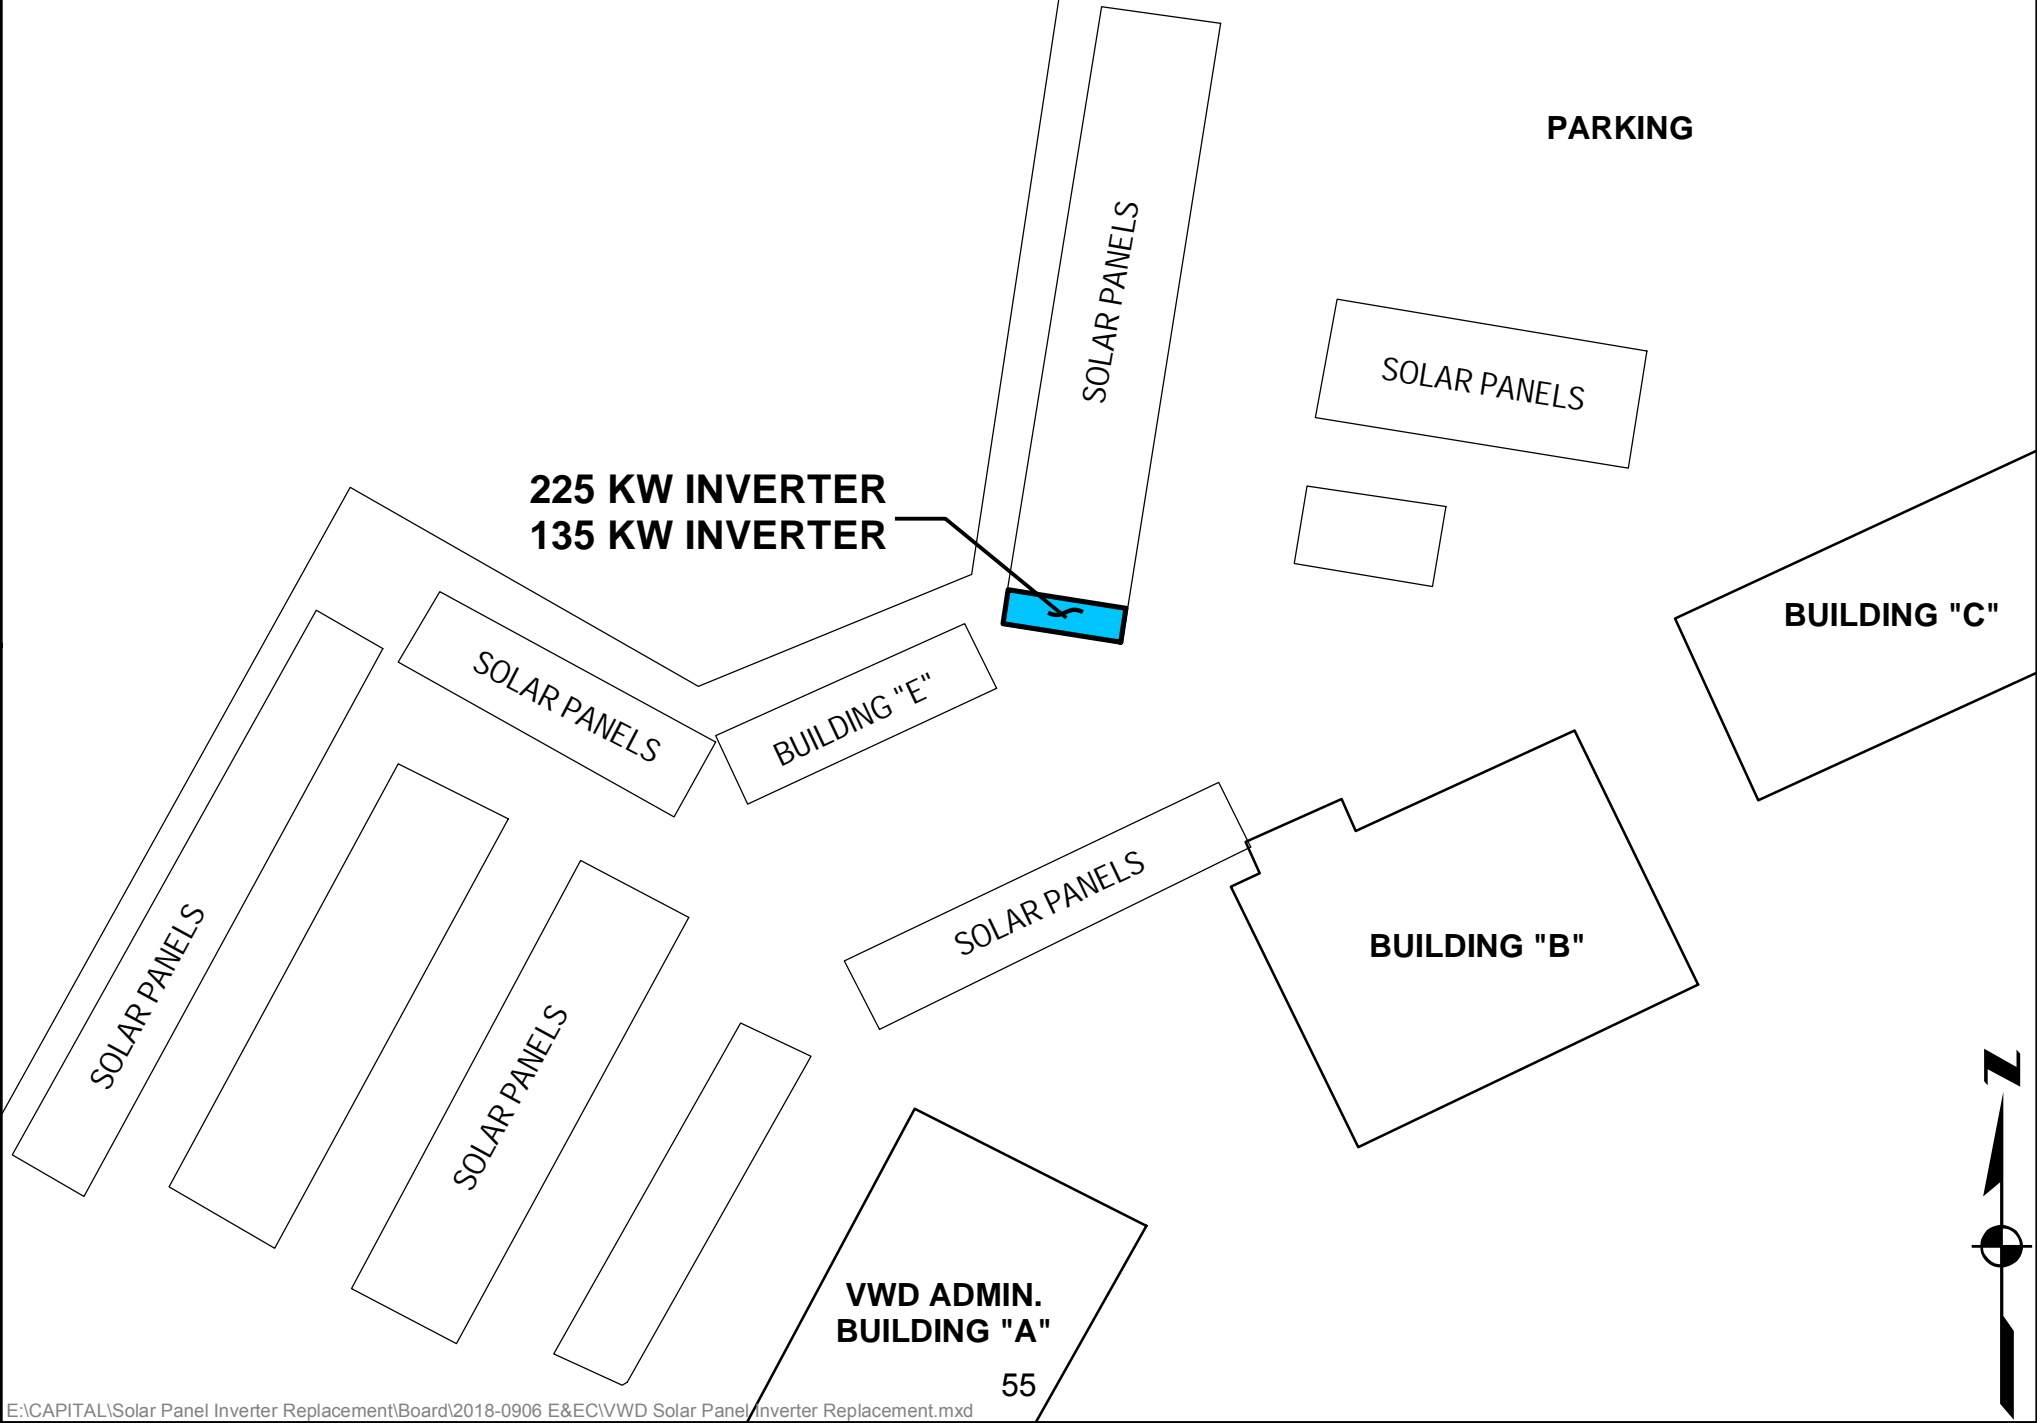 PARKING
SOLAR PANELS
SOLAR PANELS
225 KW INVERTER
135 KW INVERTER
BUILDING "C"
SOLAR PANELS
BUILDING "E"
SOLAR PANELS
SOLAR PANELS
BUILDING "B"
SOLAR PANELS
N
VWD ADMIN.
BUILDING "A"
55
E:\CAPITAL\Solar Panel Inverter Replacement\Board\2018-0906 E&EC\VWD Solar Panel Inverter Replacement.mxd